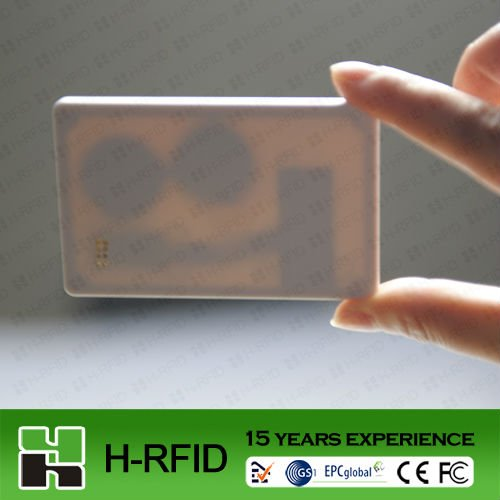 H-RFID
15 YEARS EXPERIENCE
GS1
EPCglobal
CE
FC